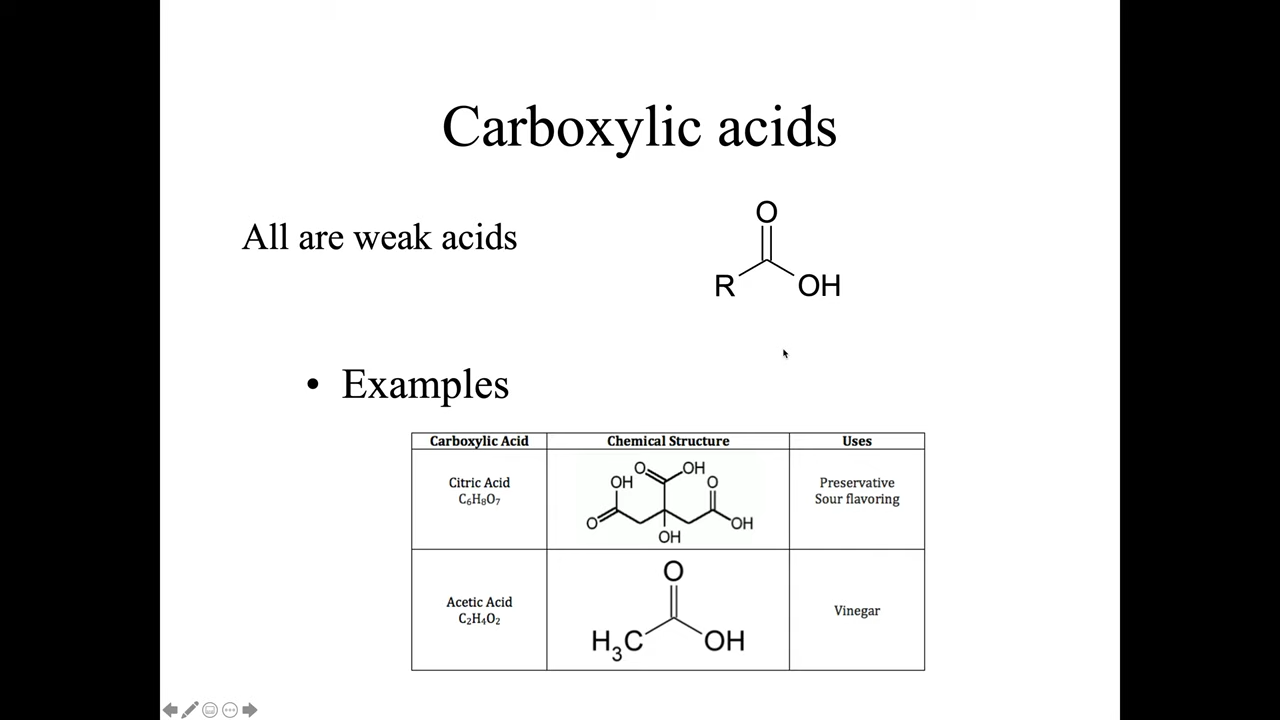 Carboxylic acids
All are weak acids
O
R
OH
• Examples
Carboxylic Acid
Chemical Structure
Uses
Citric Acid
C₆H₈O₇
O
OH
OH
O
O
OH
OH
Preservative
Sour flavoring
Acetic Acid
C₂H₄O₂
O
H₃C
OH
Vinegar